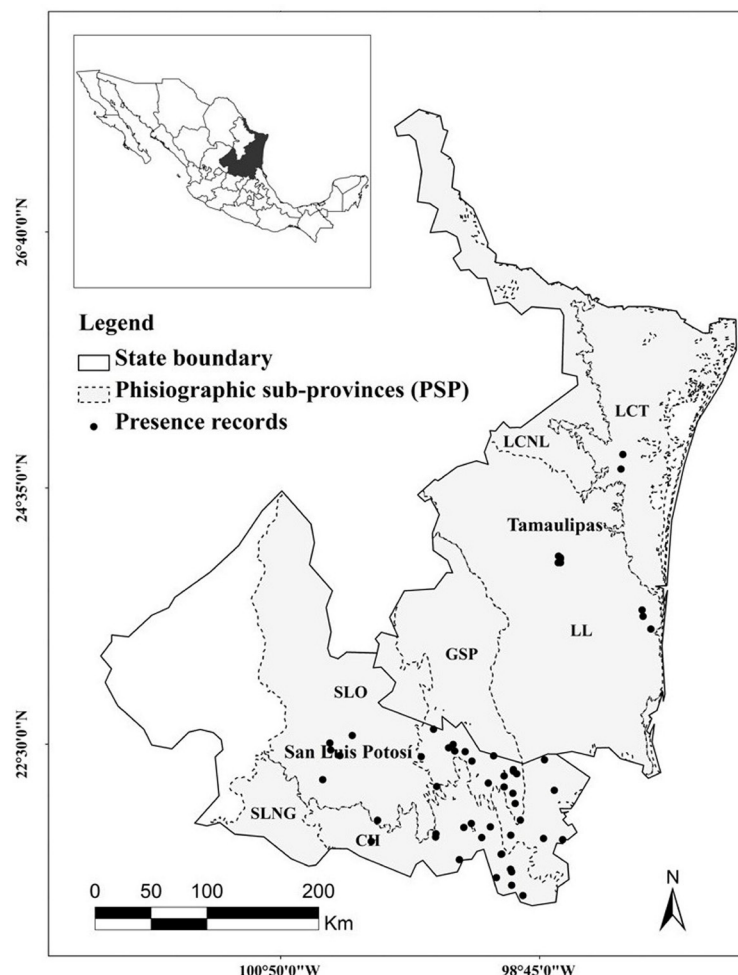 Legend
State boundary
Phisiographic sub-provinces (PSP)
Presence records
26°40'0"N
24°35'0"N
22°30'0"N
LCT
LCNL
Tamaulipas
LL
GSP
SLO
San Luis Potosí
SLNG
CH
0 50 100 200
Km
N
100°50'0"W
98°45'0"W